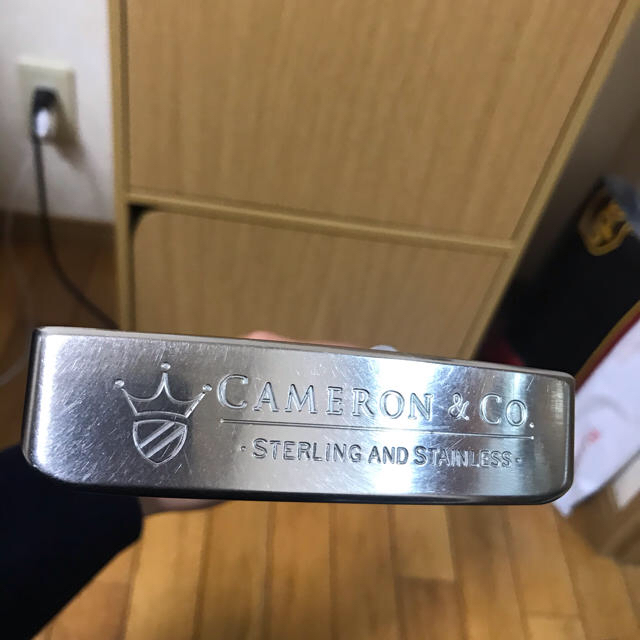 CAMERON & CO.
· STERLING AND STAINLESS ·